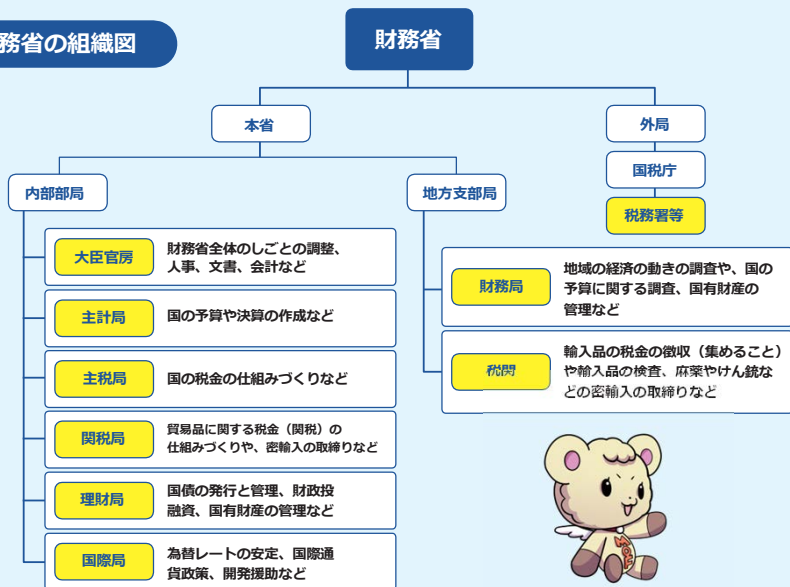 務省の組織図
財務省
本省
外局
国税庁
税務署等
内部部局
地方支部局
大臣官房
財務省全体のしごとの調整、
人事、文書、会計など
主計局
国の予算や決算の作成など
主税局
国の税金の仕組みづくりなど
関税局
貿易品に関する税金（関税）の
仕組みづくりや、密輸入の取締りなど
理財局
国債の発行と管理、財政投
融資、国有財産の管理など
国際局
為替レートの安定、国際通
貨政策、開発援助など
財務局
地域の経済の動きの調査や、国の
予算に関する調査、国有財産の
管理など
税関
輸入品の税金の徴収（集めること）
や輸入品の検査、麻薬やけん銃な
どの密輸入の取締りなど
MOF